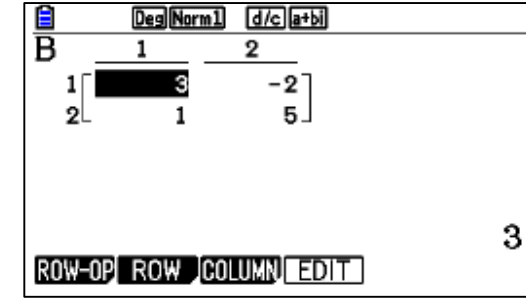 Deg Norm1 d/c a+bi
B 1 2
1 3 -2
2 1 5
3
ROW-OP ROW COLUMN EDIT